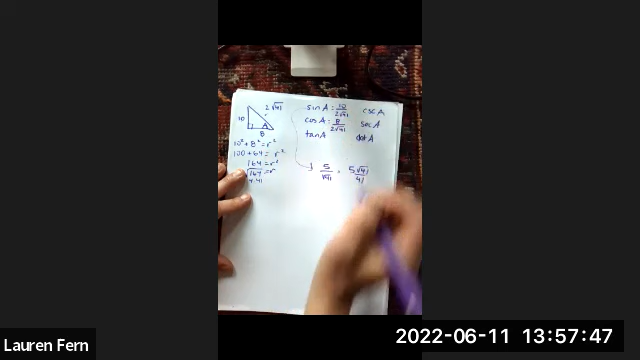 2√41
10
A
8
10² + 8² = r²
100 + 64 = r²
164 = r²
√164 = r
4·41
sin A = 10/2√41
cos A = 8/2√41
tan A
csc A
sec A
cot A
5/√41 = 5√41/41
Lauren Fern
2022-06-11 13:57:47